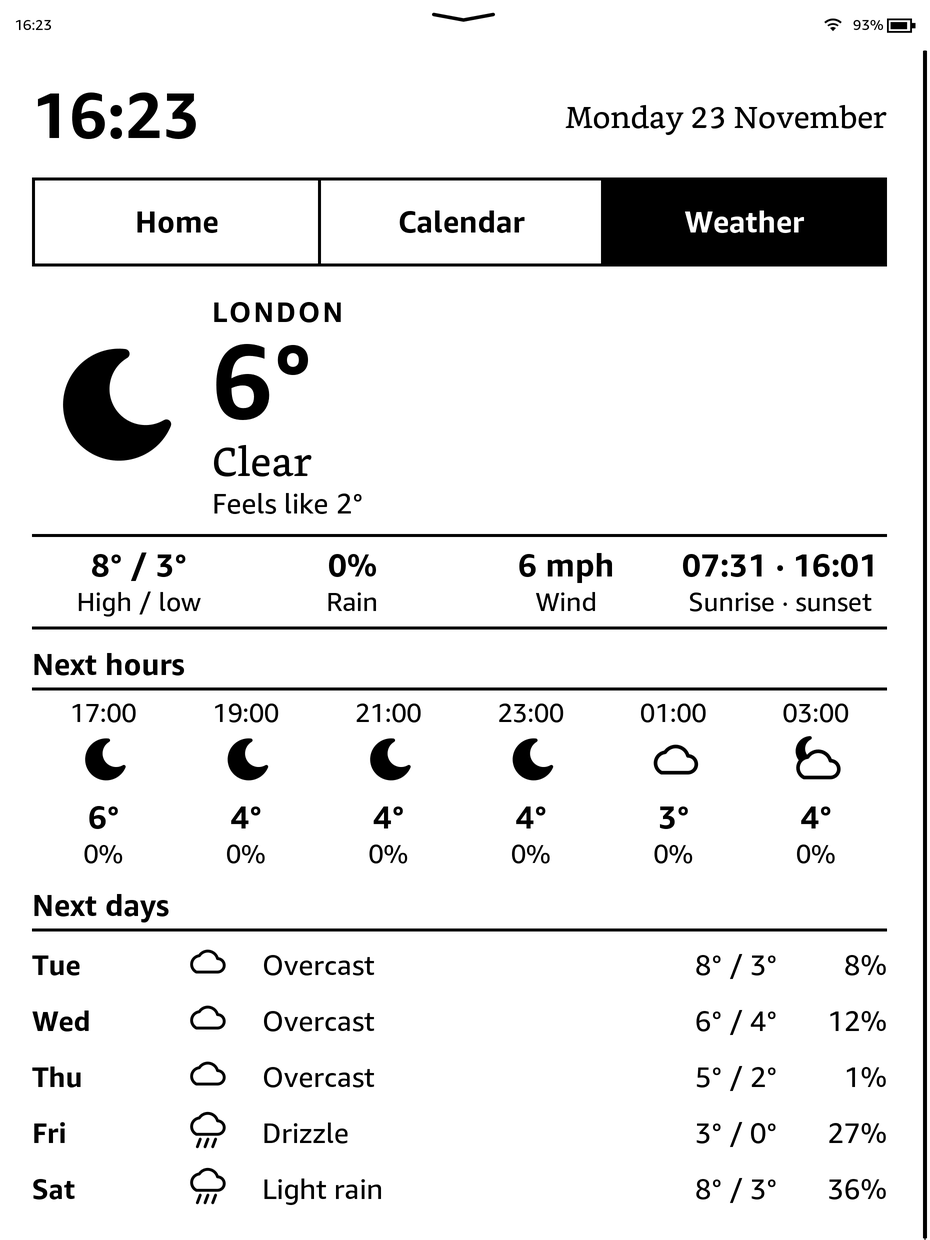 16:23 93%
16:23 Monday 23 November
Home Calendar Weather
LONDON
6°
Clear
Feels like 2°
8° / 3° 0% 6 mph 07:31 · 16:01
High / low Rain Wind Sunrise · sunset
Next hours
17:00 19:00 21:00 23:00 01:00 03:00
6° 4° 4° 4° 3° 4°
0% 0% 0% 0% 0% 0%
Next days
Tue Overcast 8° / 3° 8%
Wed Overcast 6° / 4° 12%
Thu Overcast 5° / 2° 1%
Fri Drizzle 3° / 0° 27%
Sat Light rain 8° / 3° 36%